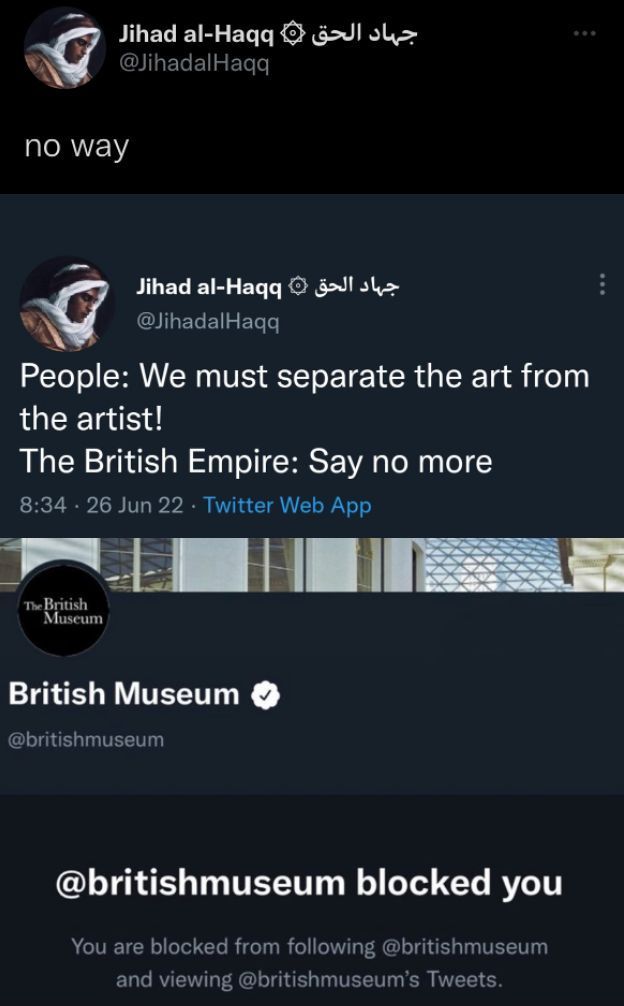 Jihad al-Haqq ۞ جهاد الحق
@JihadalHaqq
no way
Jihad al-Haqq ۞ جهاد الحق
@JihadalHaqq
People: We must separate the art from
the artist!
The British Empire: Say no more
8:34 · 26 Jun 22 · Twitter Web App
The British
Museum
British Museum
@britishmuseum
@britishmuseum blocked you
You are blocked from following @britishmuseum
and viewing @britishmuseum’s Tweets.